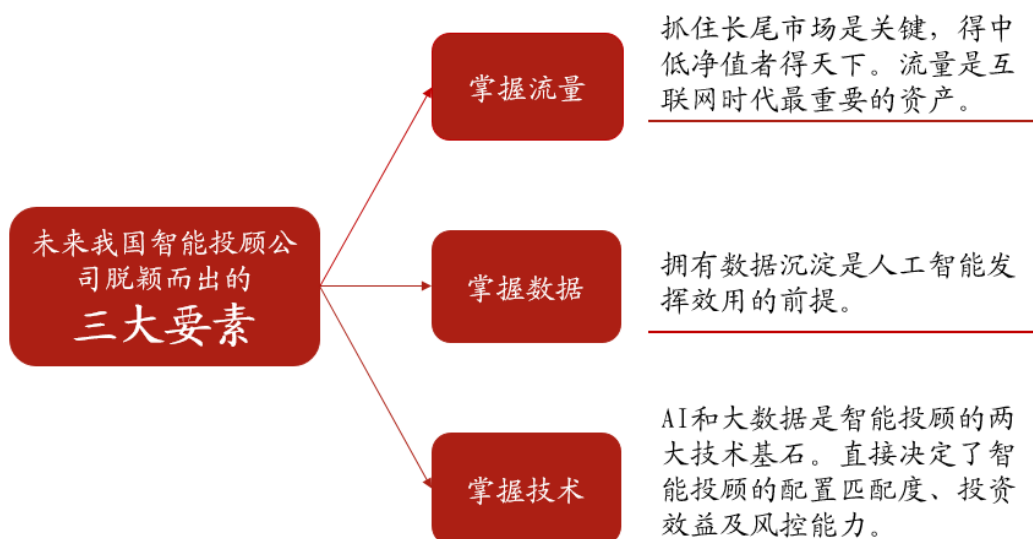 未来我国智能投顾公
司脱颖而出的
三大要素
掌握流量
抓住长尾市场是关键，得中
低净值者得天下。流量是互
联网时代最重要的资产。
掌握数据
拥有数据沉淀是人工智能发
挥效用的前提。
掌握技术
AI和大数据是智能投顾的两
大技术基石。直接决定了智
能投顾的配置匹配度、投资
效益及风控能力。